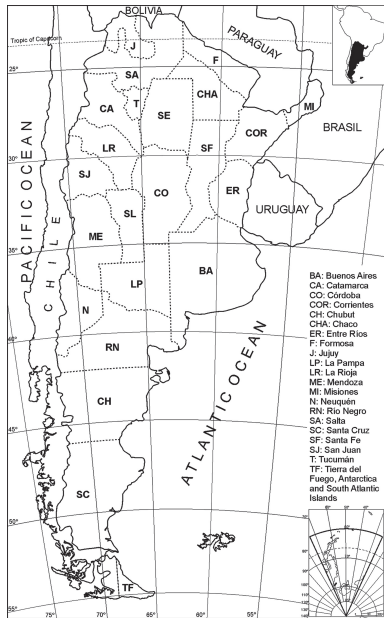 BOLIVIA
PARAGUAY
Tropic of Capricorn
J
25°
SA
F
CHA
T
CA
SE
MI
COR
BRASIL
LR
SF
30°
SJ
CO
ER
SL
URUGUAY
ME
35°
BA
LP
PACIFIC OCEAN
CHILE
N
40°
RN
CH
45°
ATLANTIC OCEAN
SC
50°
TF
55°
75°
70°
65°
60°
55°
BA: Buenos Aires
CA: Catamarca
CO: Córdoba
COR: Corrientes
CH: Chubut
CHA: Chaco
ER: Entre Ríos
F: Formosa
J: Jujuy
LP: La Pampa
LR: La Rioja
ME: Mendoza
MI: Misiones
N: Neuquén
RN: Río Negro
SA: Salta
SC: Santa Cruz
SF: Santa Fe
SJ: San Juan
T: Tucumán
TF: Tierra del
Fuego, Antarctica
and South Atlantic
Islands